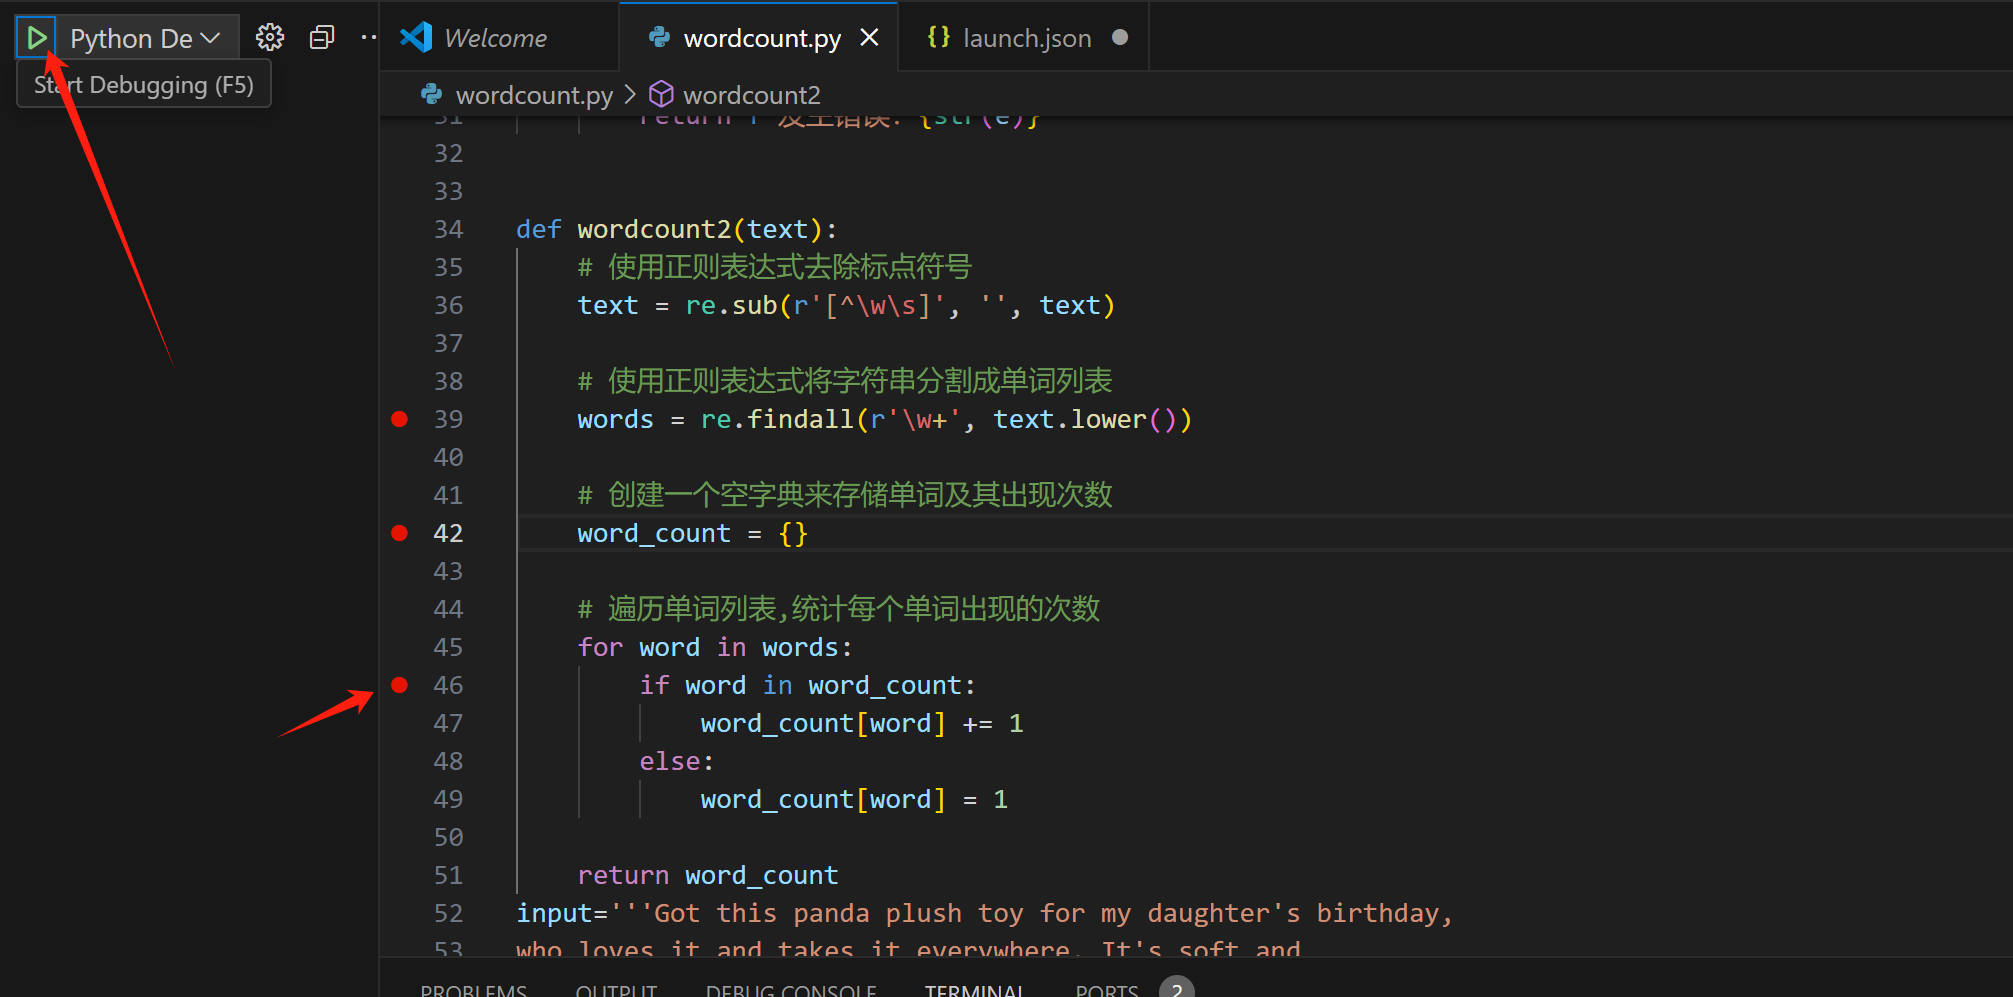 Python De
Welcome
wordcount.py
{} launch.json
Start Debugging (F5)
wordcount.py > wordcount2
31 return f"发生错误: {str(e)}
32
33
34 def wordcount2(text):
35 # 使用正则表达式去除标点符号
36 text = re.sub(r'[^\w\s]', '', text)
37
38 # 使用正则表达式将字符串分割成单词列表
39 words = re.findall(r'\w+', text.lower())
40
41 # 创建一个空字典来存储单词及其出现次数
42 word_count = {}
43
44 # 遍历单词列表,统计每个单词出现的次数
45 for word in words:
46 if word in word_count:
47 word_count[word] += 1
48 else:
49 word_count[word] = 1
50
51 return word_count
52 input='''Got this panda plush toy for my daughter's birthday,
53 who loves it and takes it everywhere. It's soft and
PROBLEMS OUTPUT DEBUG CONSOLE TERMINAL PORTS 2